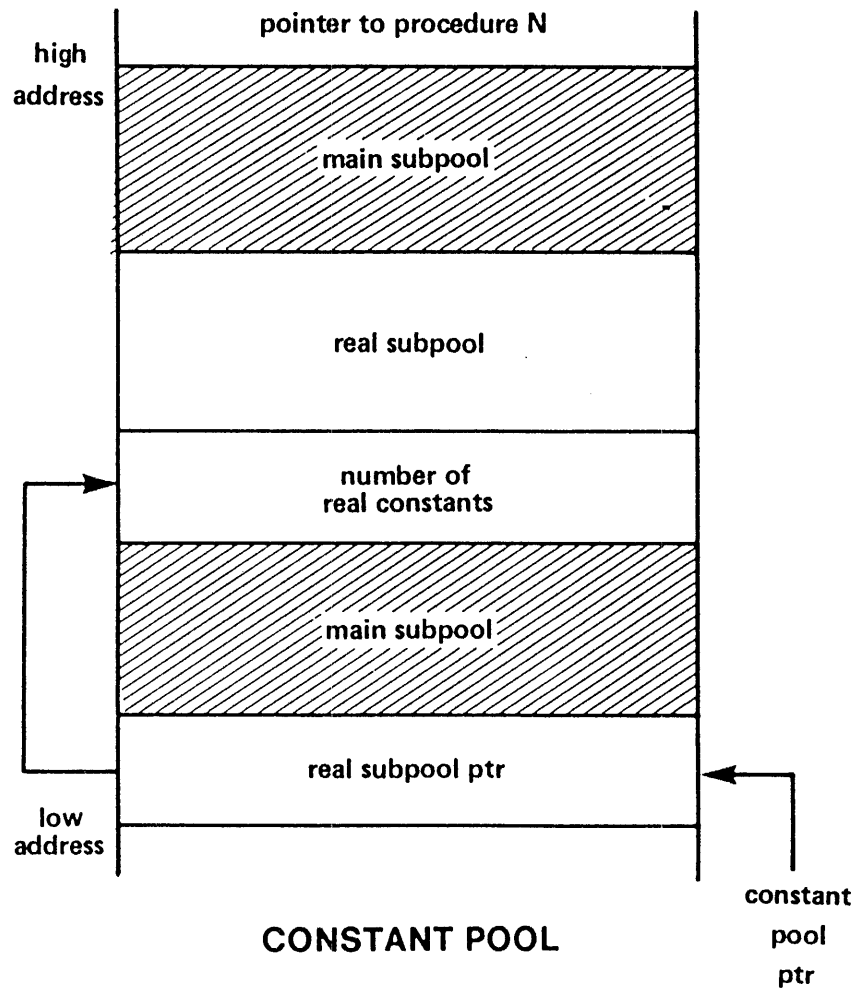 pointer to procedure N
high
address
main subpool
real subpool
number of
real constants
main subpool
real subpool ptr
low
address
constant
pool
ptr
CONSTANT POOL